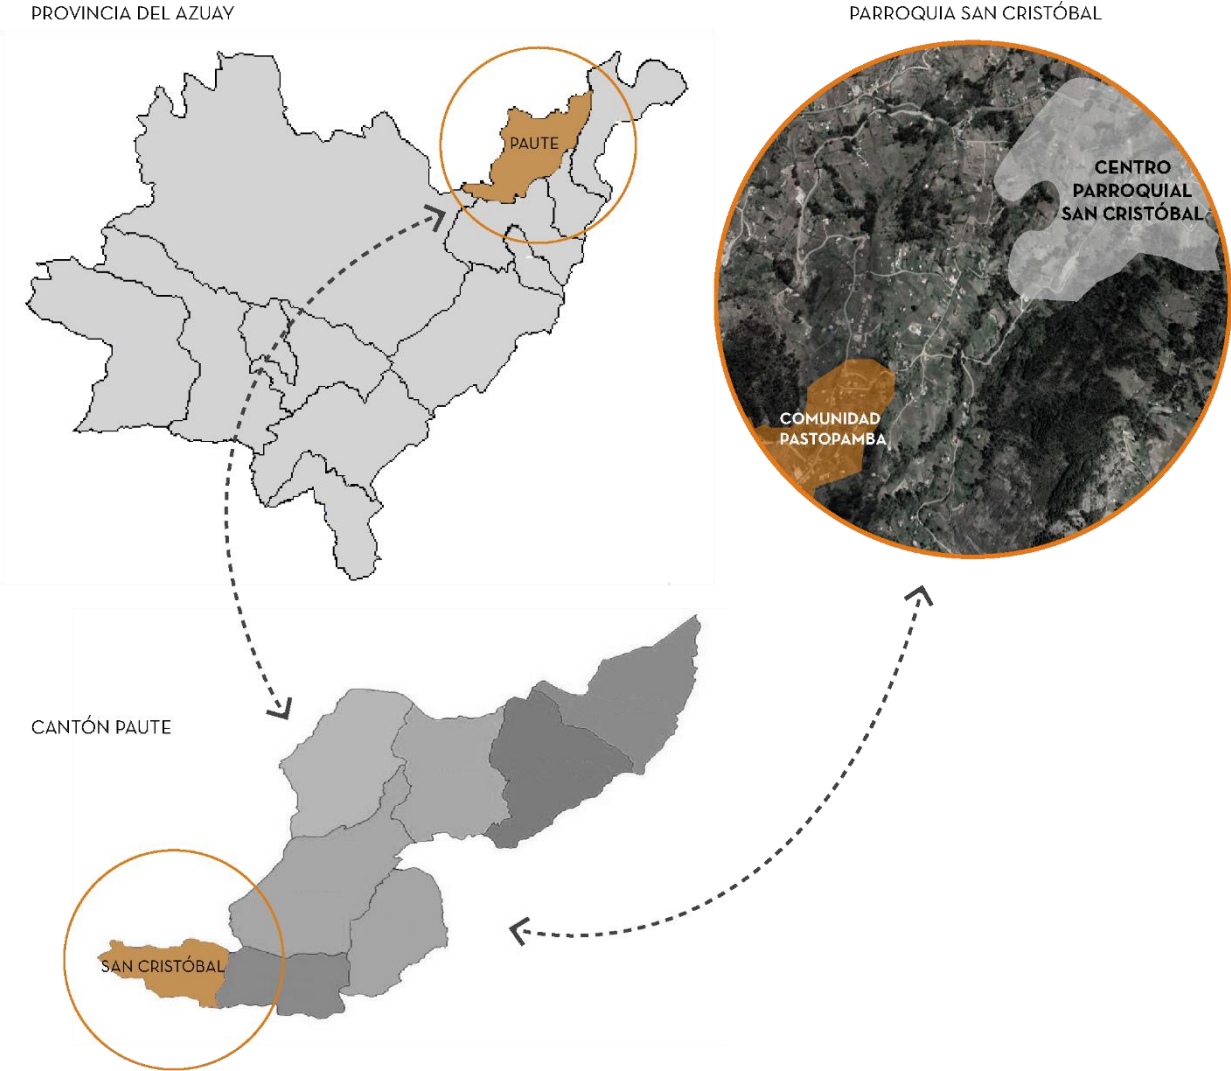 PROVINCIA DEL AZUAY
PARROQUIA SAN CRISTÓBAL
PAUTE
CENTRO
PARROQUIAL
SAN CRISTÓBAL
COMUNIDAD
PASTOPAMBA
CANTÓN PAUTE
SAN CRISTÓBAL